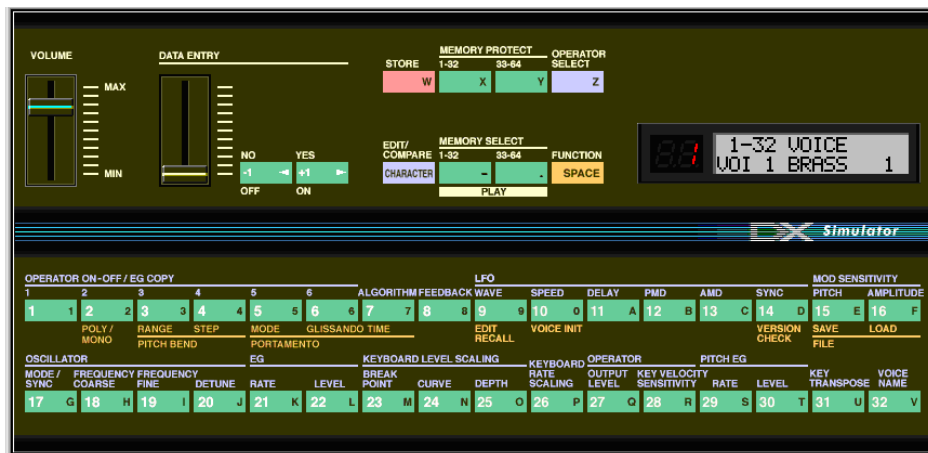 VOLUME
MAX
MIN
DATA ENTRY
NO YES
-1 +1
OFF ON
MEMORY PROTECT
STORE 1-32 33-64 OPERATOR SELECT
W X Y Z
EDIT/ COMPARE
MEMORY SELECT
1-32 33-64 FUNCTION
CHARACTER - . SPACE
PLAY
1
1-32 VOICE
VOI 1 BRASS 1
DX Simulator
OPERATOR ON-OFF / EG COPY LFO MOD SENSITIVITY
1 2 3 4 5 6 ALGORITHM FEEDBACK WAVE SPEED DELAY PMD AMD SYNC PITCH AMPLITUDE
1 1 2 2 3 3 4 4 5 5 6 6 7 7 8 8 9 9 10 0 11 A 12 B 13 C 14 D 15 E 16 F
POLY / MONO RANGE STEP MODE GLISSANDO TIME EDIT RECALL VOICE INIT VERSION CHECK SAVE LOAD
PITCH BEND PORTAMENTO FILE
OSCILLATOR EG KEYBOARD LEVEL SCALING KEYBOARD RATE SCALING OPERATOR PITCH EG
MODE / SYNC FREQUENCY COARSE FREQUENCY FINE DETUNE RATE LEVEL BREAK POINT CURVE DEPTH OUTPUT LEVEL KEY VELOCITY SENSITIVITY RATE LEVEL KEY TRANSPOSE VOICE NAME
17 G 18 H 19 I 20 J 21 K 22 L 23 M 24 N 25 O 26 P 27 Q 28 R 29 S 30 T 31 U 32 V